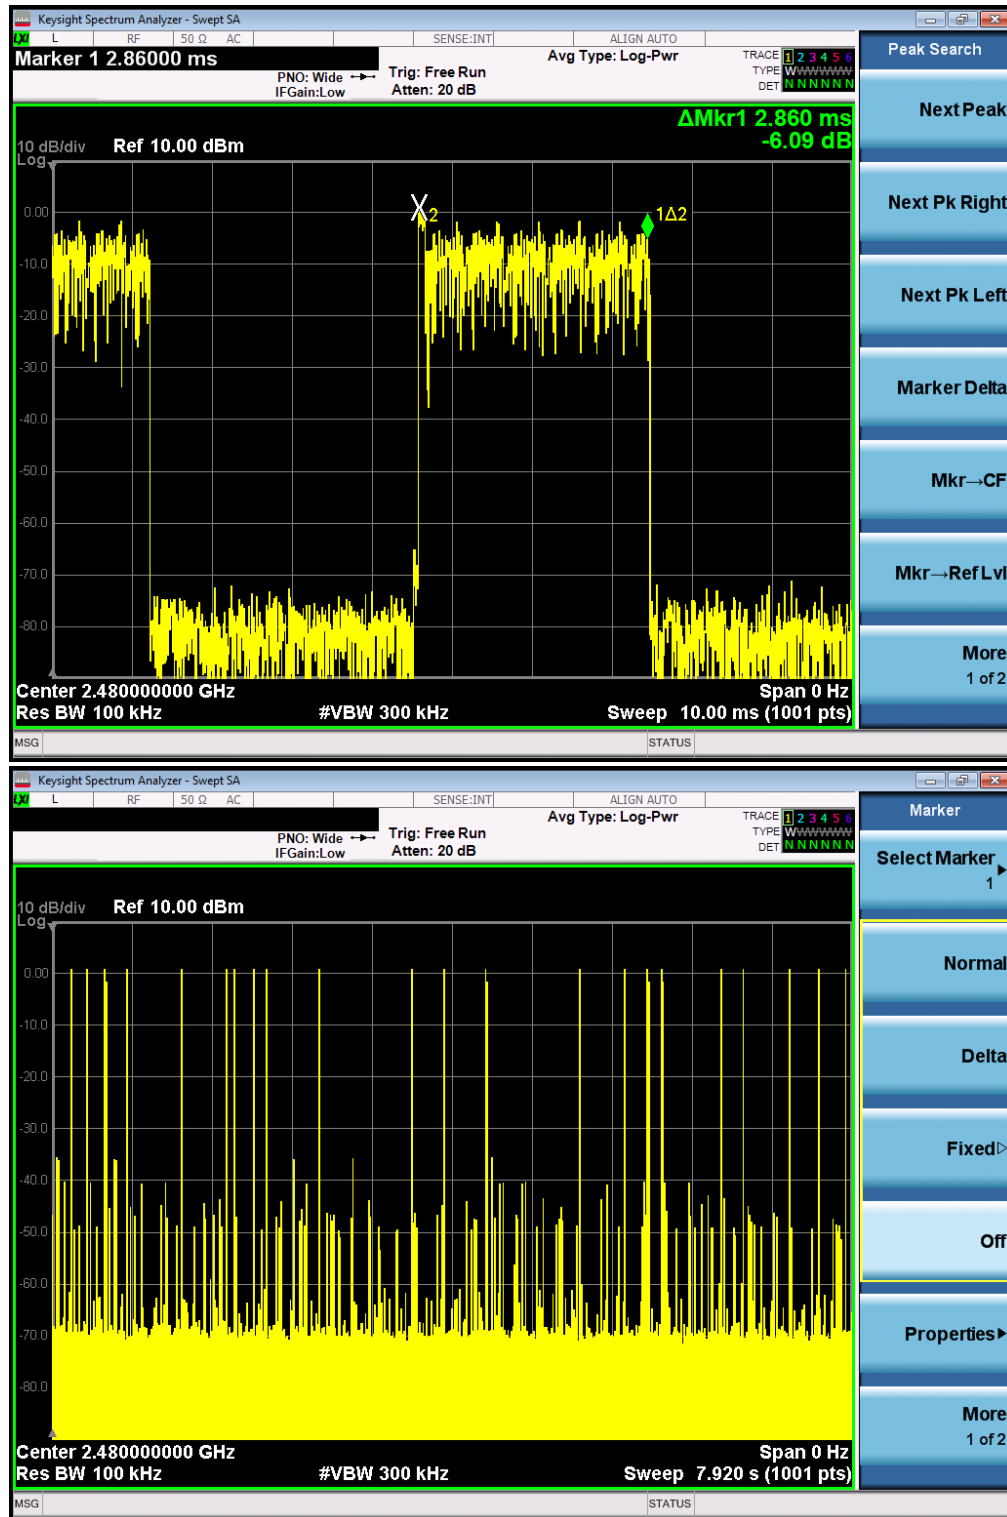 Keysight Spectrum Analyzer - Swept SA
LXI L RF 50 Ω AC SENSE:INT ALIGN AUTO
Marker 1 2.86000 ms
PNO: Wide Trig: Free Run
IFGain:Low Atten: 20 dB
Avg Type: Log-Pwr
TRACE 1 2 3 4 5 6
TYPE WWWWWW
DET N N N N N N
Peak Search
ΔMkr1 2.860 ms
-6.09 dB
10 dB/div Ref 10.00 dBm
Log
0.00
-10.0
-20.0
-30.0
-40.0
-50.0
-60.0
-70.0
-80.0
X2
1Δ2
Center 2.480000000 GHz Span 0 Hz
Res BW 100 kHz #VBW 300 kHz Sweep 10.00 ms (1001 pts)
MSG STATUS
Next Peak
Next Pk Right
Next Pk Left
Marker Delta
Mkr→CF
Mkr→Ref Lvl
More
1 of 2
Keysight Spectrum Analyzer - Swept SA
LXI L RF 50 Ω AC SENSE:INT ALIGN AUTO
PNO: Wide Trig: Free Run
IFGain:Low Atten: 20 dB
Avg Type: Log-Pwr
TRACE 1 2 3 4 5 6
TYPE WWWWWW
DET N N N N N N
Marker
10 dB/div Ref 10.00 dBm
Log
0.00
-10.0
-20.0
-30.0
-40.0
-50.0
-60.0
-70.0
-80.0
Center 2.480000000 GHz Span 0 Hz
Res BW 100 kHz #VBW 300 kHz Sweep 7.920 s (1001 pts)
MSG STATUS
Select Marker
1
Normal
Delta
Fixed
Off
Properties
More
1 of 2